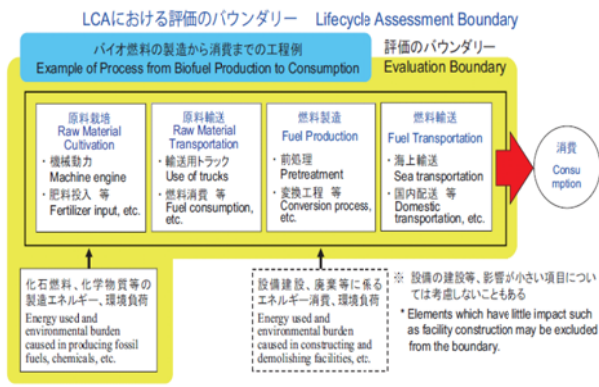 LCAにおける評価のバウンダリー Lifecycle Assessment Boundary
バイオ燃料の製造から消費までの工程例
Example of Process from Biofuel Production to Consumption
評価のバウンダリー
Evaluation Boundary
原料栽培
Raw Material
Cultivation
・機械動力
Machine engine
・肥料投入 等
Fertilizer input, etc.
原料輸送
Raw Material
Transportation
・輸送用トラック
Use of trucks
・燃料消費 等
Fuel consumption,
etc.
燃料製造
Fuel Production
・前処理
Pretreatment
・変換工程 等
Conversion process,
etc.
燃料輸送
Fuel Transportation
・海上輸送
Sea transportation
・国内配送 等
Domestic
transportation, etc.
消費
Consu
mption
化石燃料、化学物質等の
製造エネルギー、環境負荷
Energy used and
environmental burden
caused in producing fossil
fuels, chemicals, etc.
設備建設、廃棄等に係る
エネルギー消費、環境負荷
Energy used and
environmental burden
caused in constructing and
demolishing facilities, etc.
※ 設備の建設等、影響が小さい項目につい
ては考慮しないこともある
* Elements which have little impact such
as facility construction may be excluded
from the boundary.